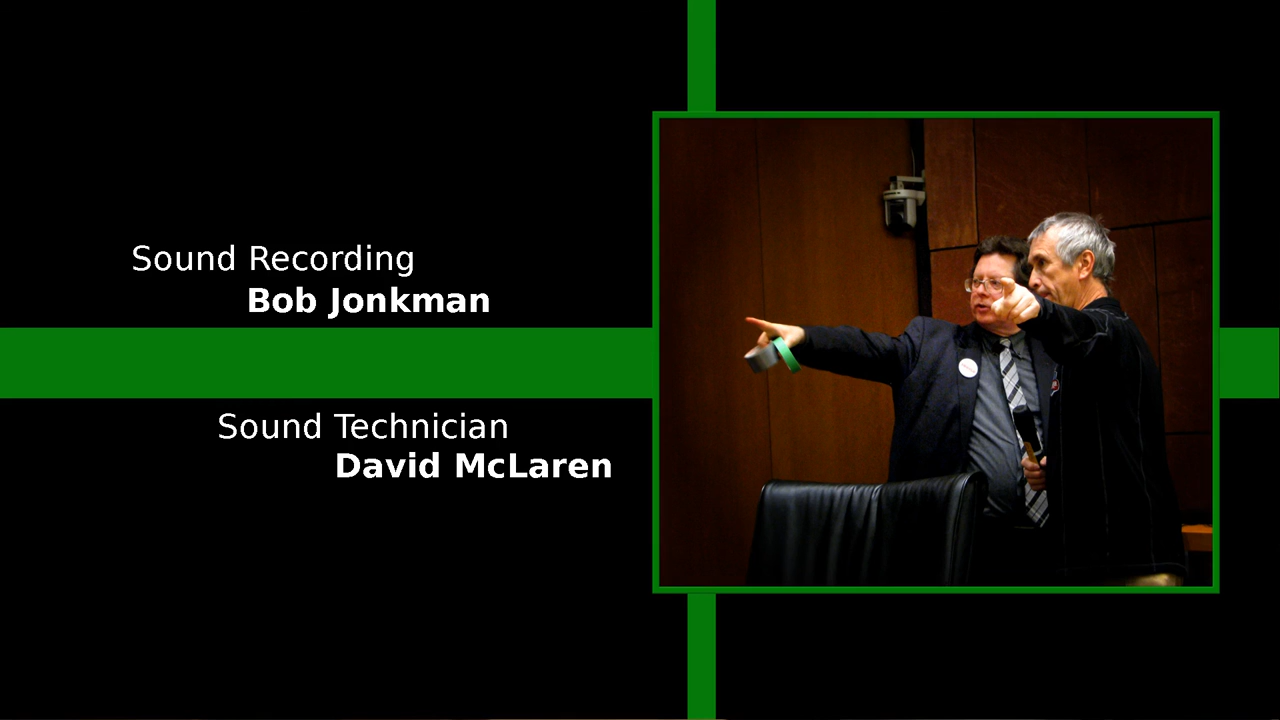 Sound Recording
Bob Jonkman
Sound Technician
David McLaren